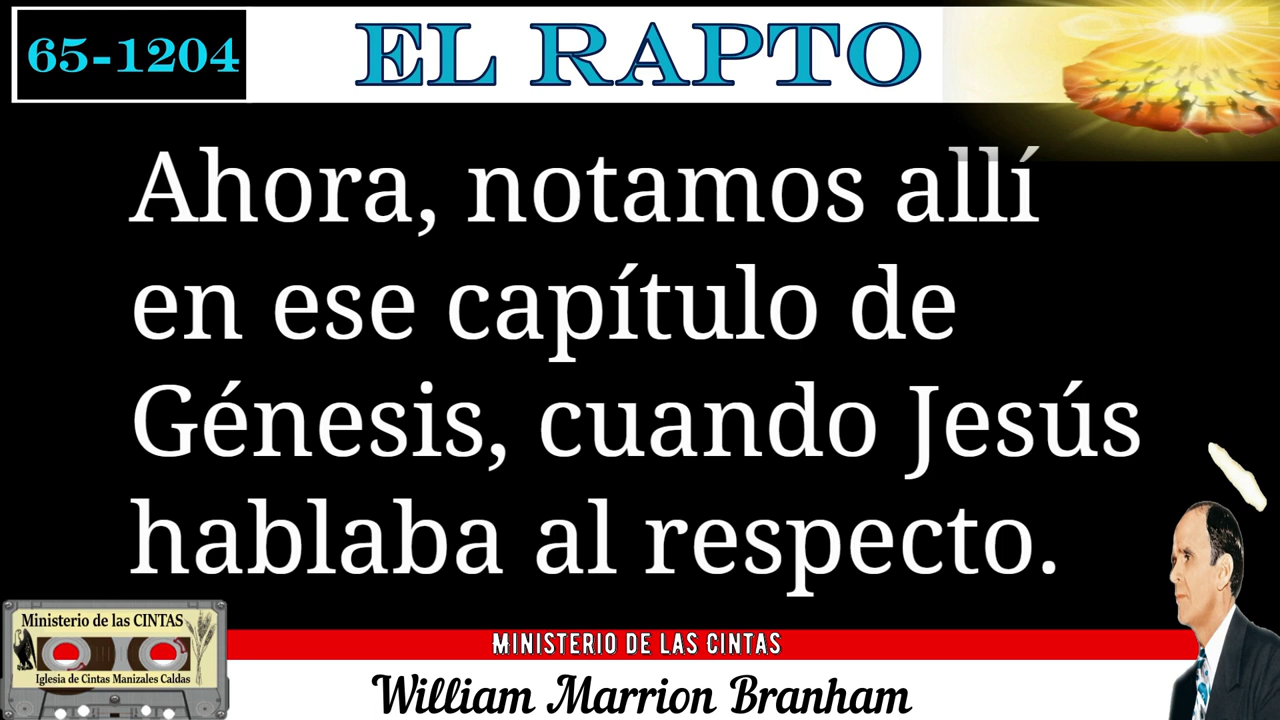 65-1204
EL RAPTO
Ahora, notamos allí
en ese capítulo de
Génesis, cuando Jesús
hablaba al respecto.
Ministerio de las CINTAS
Iglesia de Cintas Manizales Caldas
MINISTERIO DE LAS CINTAS
William Marrion Branham